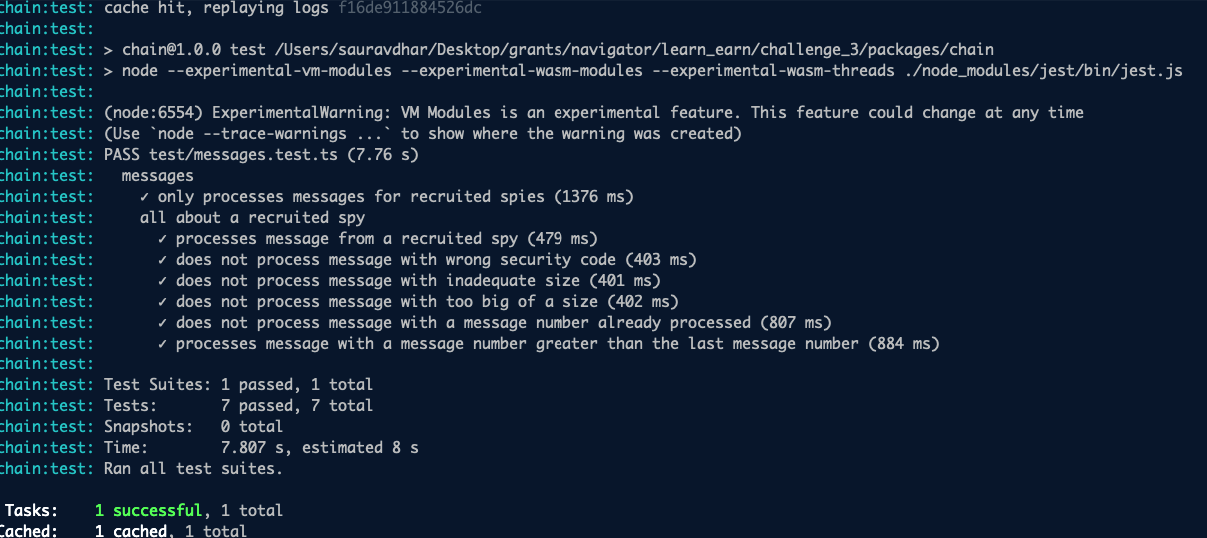 chain:test: cache hit, replaying logs f16de911884526dc
chain:test:
chain:test: > chain@1.0.0 test /Users/sauravdhar/Desktop/grants/navigator/learn_earn/challenge_3/packages/chain
chain:test: > node --experimental-vm-modules --experimental-wasm-modules --experimental-wasm-threads ./node_modules/jest/bin/jest.js
chain:test:
chain:test: (node:6554) ExperimentalWarning: VM Modules is an experimental feature. This feature could change at any time
chain:test: (Use `node --trace-warnings ...` to show where the warning was created)
chain:test: PASS test/messages.test.ts (7.76 s)
chain:test:   messages
chain:test:     ✓ only processes messages for recruited spies (1376 ms)
chain:test:     all about a recruited spy
chain:test:       ✓ processes message from a recruited spy (479 ms)
chain:test:       ✓ does not process message with wrong security code (403 ms)
chain:test:       ✓ does not process message with inadequate size (401 ms)
chain:test:       ✓ does not process message with too big of a size (402 ms)
chain:test:       ✓ does not process message with a message number already processed (807 ms)
chain:test:       ✓ processes message with a message number greater than the last message number (884 ms)
chain:test:
chain:test: Test Suites: 1 passed, 1 total
chain:test: Tests:       7 passed, 7 total
chain:test: Snapshots:   0 total
chain:test: Time:        7.807 s, estimated 8 s
chain:test: Ran all test suites.
Tasks:    1 successful, 1 total
Cached:    1 cached, 1 total